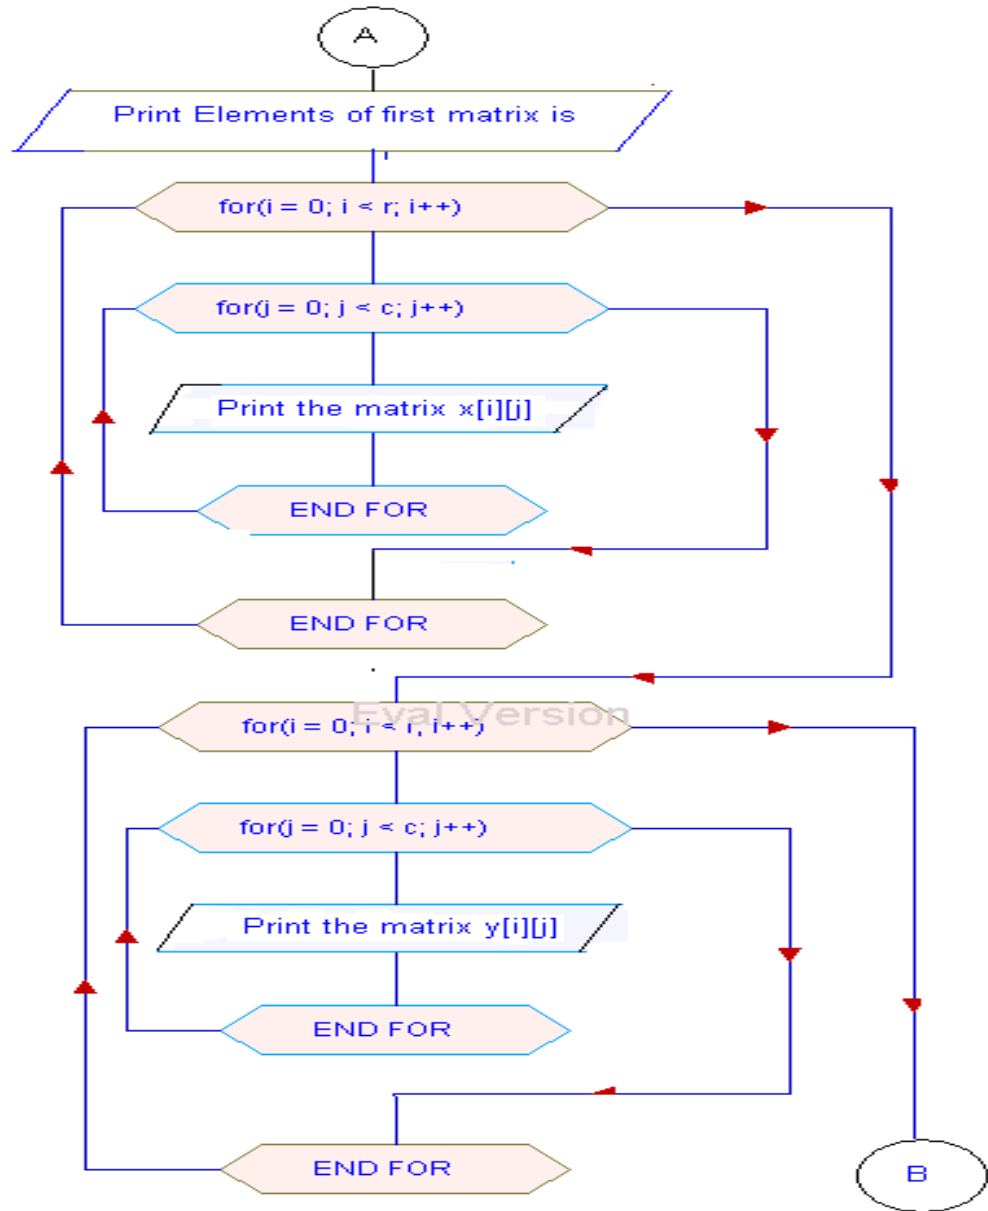 A
Print Elements of first matrix is
for(i = 0; i < r; i++)
for(j = 0; j < c; j++)
Print the matrix x[i][j]
END FOR
END FOR
Eval Version
for(i = 0; i < r; i++)
for(j = 0; j < c; j++)
Print the matrix y[i][j]
END FOR
END FOR
B